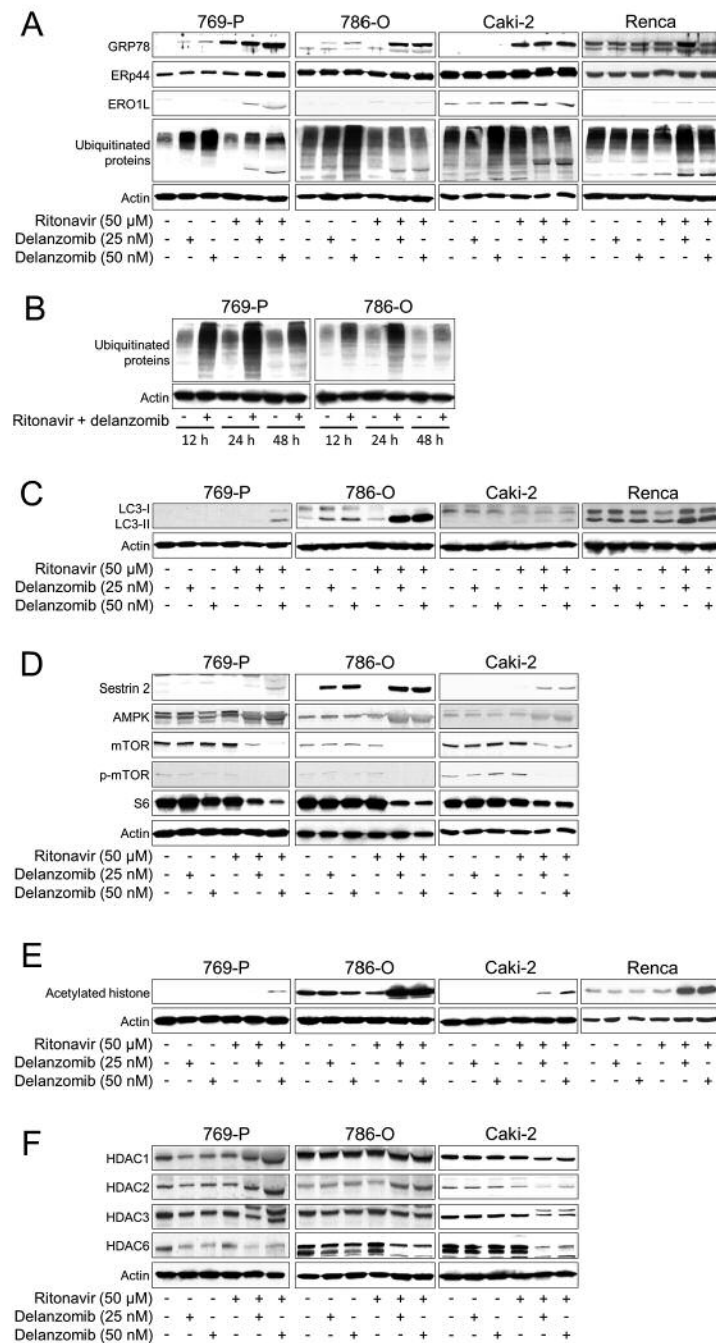 A
769-P 786-O Caki-2 Renca
GRP78
ERp44
ERO1L
Ubiquitinated
proteins
Actin
Ritonavir (50 µM) - - - + + + - - - + + + - - - + + + - - - + + +
Delanzomib (25 nM) - + - - + - - + - - + - - + - - + - - + - - + -
Delanzomib (50 nM) - - + - - + - - + - - + - - + - - + - - + - - +
B
769-P 786-O
Ubiquitinated
proteins
Actin
Ritonavir + delanzomib - + - + - + - + - + - +
12 h 24 h 48 h 12 h 24 h 48 h
C
769-P 786-O Caki-2 Renca
LC3-I
LC3-II
Actin
Ritonavir (50 µM) - - - + + + - - - + + + - - - + + + - - - + + +
Delanzomib (25 nM) - + - - + - - + - - + - - + - - + - - + - - + -
Delanzomib (50 nM) - - + - - + - - + - - + - - + - - + - - + - - +
D
769-P 786-O Caki-2
Sestrin 2
AMPK
mTOR
p-mTOR
S6
Actin
Ritonavir (50 µM) - - - + + + - - - + + + - - - + + +
Delanzomib (25 nM) - + - - + - - + - - + - - + - - + -
Delanzomib (50 nM) - - + - - + - - + - - + - - + - - +
E
769-P 786-O Caki-2 Renca
Acetylated histone
Actin
Ritonavir (50 µM) - - - + + + - - - + + + - - - + + + - - - + + +
Delanzomib (25 nM) - + - - + - - + - - + - - + - - + - - + - - + -
Delanzomib (50 nM) - - + - - + - - + - - + - - + - - + - - + - - +
F
769-P 786-O Caki-2
HDAC1
HDAC2
HDAC3
HDAC6
Actin
Ritonavir (50 µM) - - - + + + - - - + + + - - - + + +
Delanzomib (25 nM) - + - - + - - + - - + - - + - - + -
Delanzomib (50 nM) - - + - - + - - + - - + - - + - - +